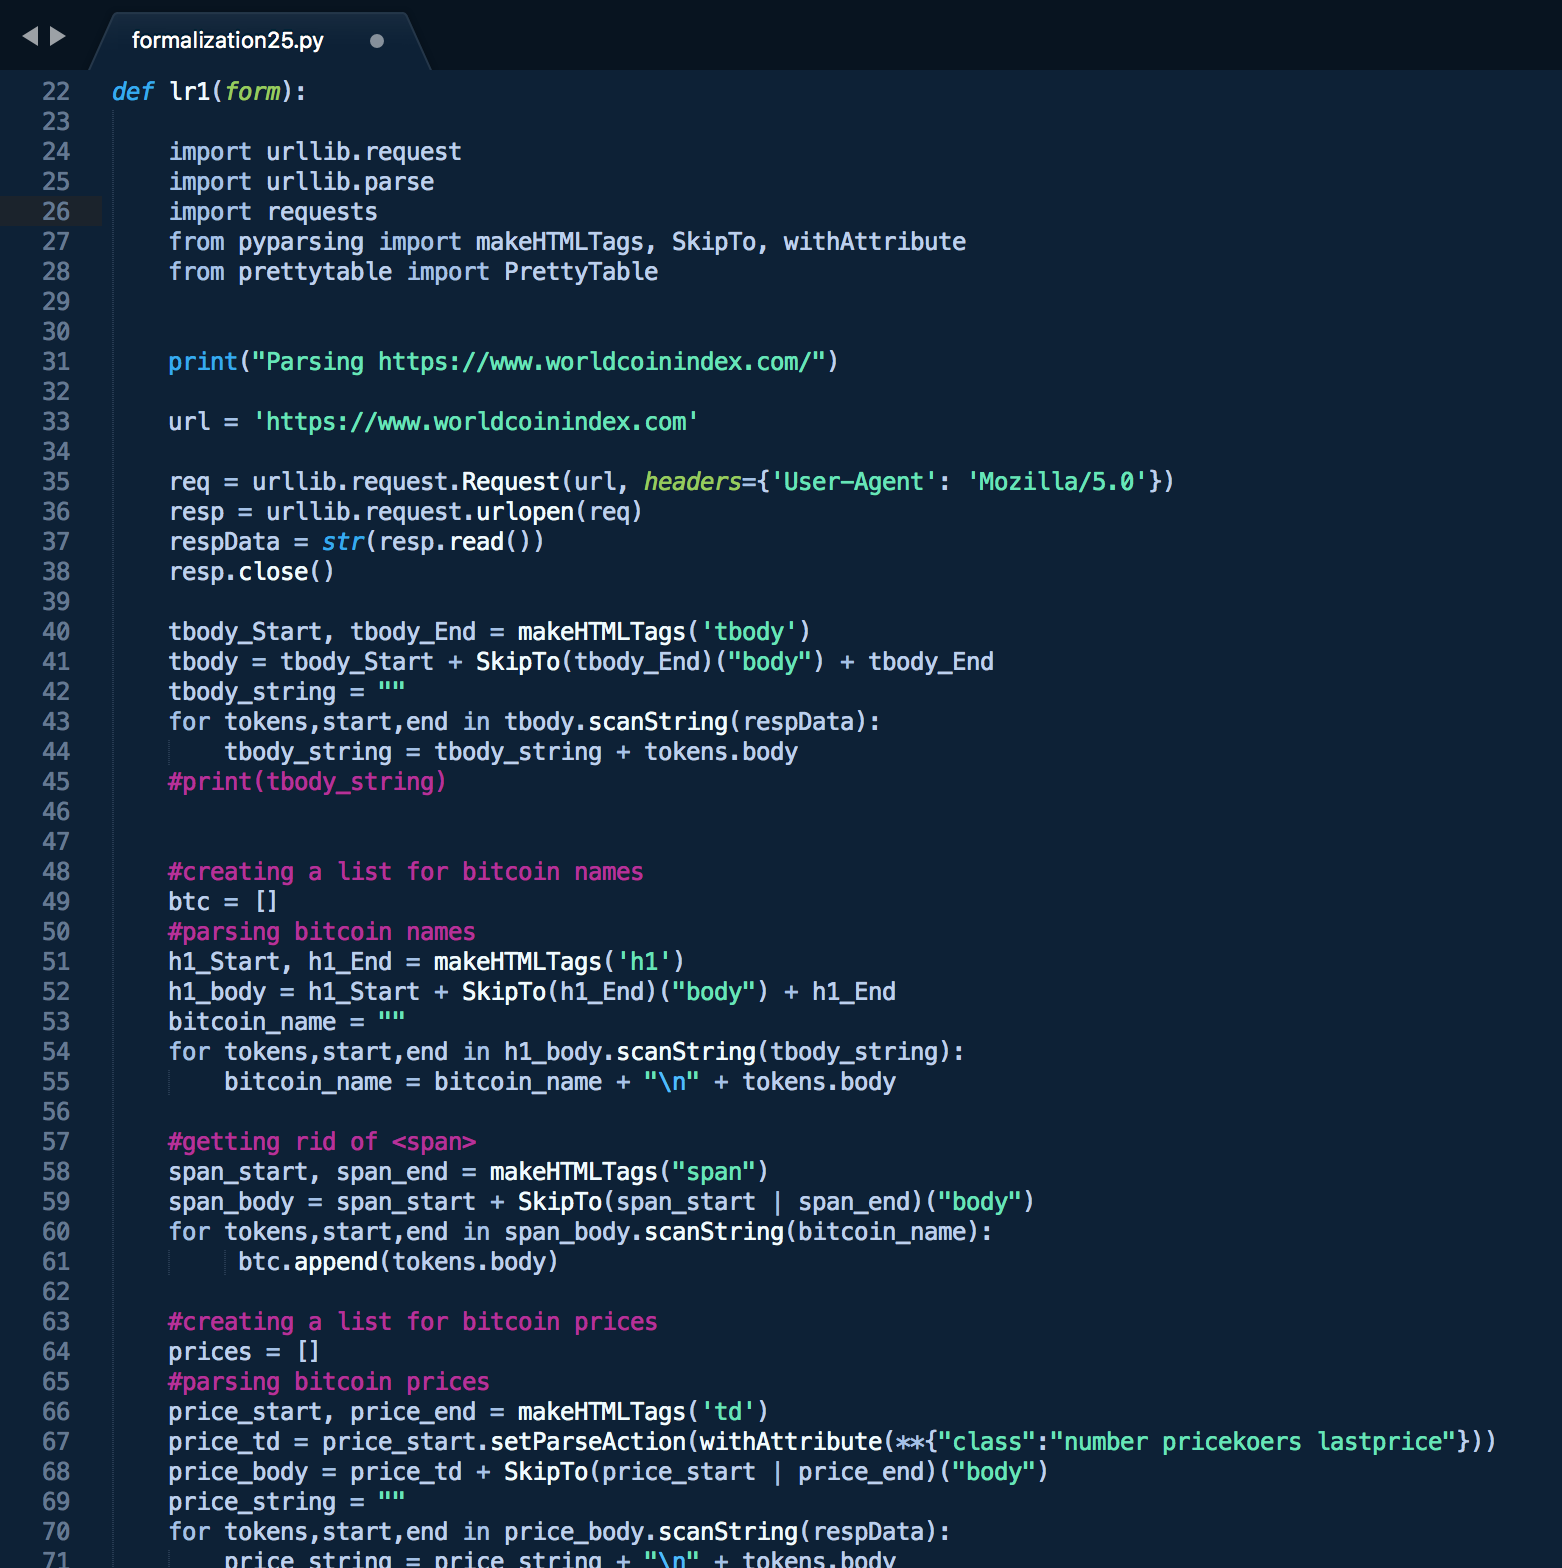 formalization25.py
22 def lr1(form):
23
24     import urllib.request
25     import urllib.parse
26     import requests
27     from pyparsing import makeHTMLTags, SkipTo, withAttribute
28     from prettytable import PrettyTable
29
30
31     print("Parsing https://www.worldcoinindex.com/")
32
33     url = 'https://www.worldcoinindex.com'
34
35     req = urllib.request.Request(url, headers={'User-Agent': 'Mozilla/5.0'})
36     resp = urllib.request.urlopen(req)
37     respData = str(resp.read())
38     resp.close()
39
40     tbody_Start, tbody_End = makeHTMLTags('tbody')
41     tbody = tbody_Start + SkipTo(tbody_End)("body") + tbody_End
42     tbody_string = ""
43     for tokens,start,end in tbody.scanString(respData):
44         tbody_string = tbody_string + tokens.body
45     #print(tbody_string)
46
47
48     #creating a list for bitcoin names
49     btc = []
50     #parsing bitcoin names
51     h1_Start, h1_End = makeHTMLTags('h1')
52     h1_body = h1_Start + SkipTo(h1_End)("body") + h1_End
53     bitcoin_name = ""
54     for tokens,start,end in h1_body.scanString(tbody_string):
55         bitcoin_name = bitcoin_name + "\n" + tokens.body
56
57     #getting rid of <span>
58     span_start, span_end = makeHTMLTags("span")
59     span_body = span_start + SkipTo(span_start | span_end)("body")
60     for tokens,start,end in span_body.scanString(bitcoin_name):
61          btc.append(tokens.body)
62
63     #creating a list for bitcoin prices
64     prices = []
65     #parsing bitcoin prices
66     price_start, price_end = makeHTMLTags('td')
67     price_td = price_start.setParseAction(withAttribute(**{"class":"number pricekoers lastprice"}))
68     price_body = price_td + SkipTo(price_start | price_end)("body")
69     price_string = ""
70     for tokens,start,end in price_body.scanString(respData):
71         price_string = price_string + "\n" + tokens.body